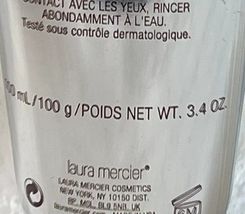 CONTACT AVEC LES YEUX, RINCER
ABONDAMMENT À L'EAU.
Testé sous contrôle dermatologique.
mL/100 g/POIDS NET WT. 3.4 OZ.
laura mercier®
LAURA MERCIER COSMETICS
NEW YORK, NY 10150 DIST.